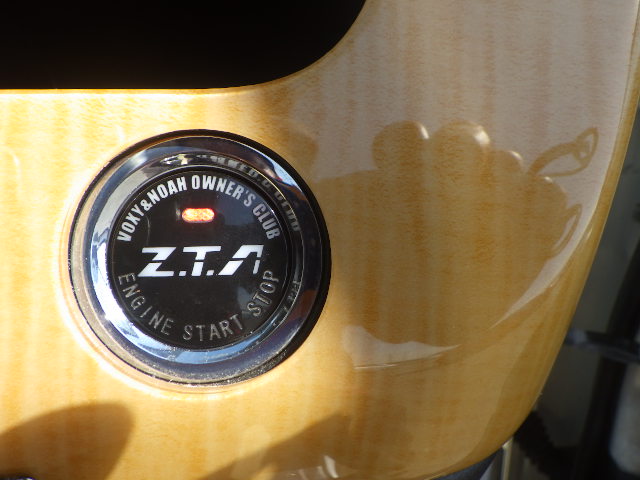 VOXY&NOAH OWNER'S CLUB
Z.T.A
ENGINE START STOP